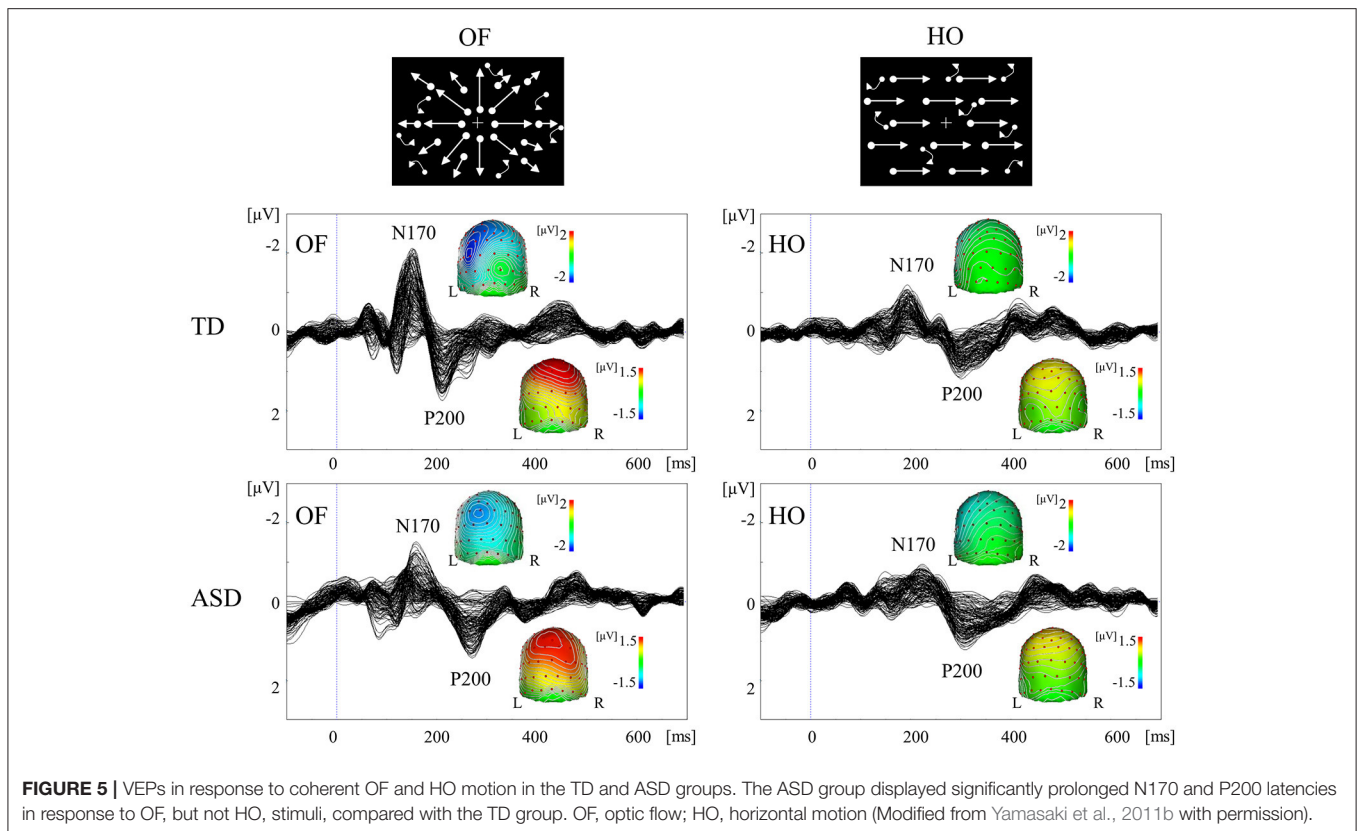 OF
HO
[µV]
-2
0
2
OF
N170
[µV]
2
-2
L
R
TD
P200
[µV]
1.5
-1.5
L
R
0
200
400
600
[ms]
[µV]
-2
0
2
HO
N170
[µV]
2
-2
L
R
P200
[µV]
1.5
-1.5
L
R
0
200
400
600
[ms]
[µV]
-2
0
2
OF
N170
[µV]
2
-2
L
R
ASD
P200
[µV]
1.5
-1.5
L
R
0
200
400
600
[ms]
[µV]
-2
0
2
HO
N170
[µV]
2
-2
L
R
P200
[µV]
1.5
-1.5
L
R
0
200
400
600
[ms]
FIGURE 5 | VEPs in response to coherent OF and HO motion in the TD and ASD groups. The ASD group displayed significantly prolonged N170 and P200 latencies
in response to OF, but not HO, stimuli, compared with the TD group. OF, optic flow; HO, horizontal motion (Modified from Yamasaki et al., 2011b with permission).